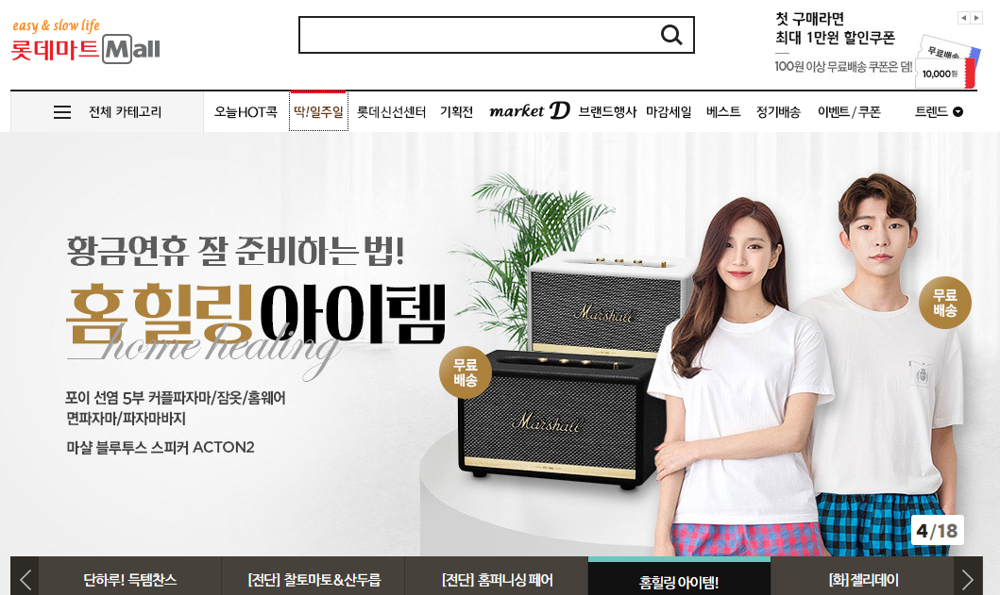 easy & slow life
롯데마트 Mall
첫 구매라면
최대 1만원 할인쿠폰
100원 이상 무료배송 쿠폰은 덤!
무료배송
10,000원
전체 카테고리
오늘HOT콕
딱!일주일
롯데신선센터
기획전
market D
브랜드행사
마감세일
베스트
정기배송
이벤트/쿠폰
트렌드
황금연휴 잘 준비하는 법!
홈 힐링 아이템
home healing
포이 선염 5부 커플파자마/잠옷/홈웨어
면파자마/파자마바지
마샬 블루투스 스피커 ACTON2
Marshall
무료
배송
Marshall
무료
배송
4/18
단하루! 득템찬스
[전단] 찰토마토&산두릅
[전단] 홈퍼니싱 페어
홈힐링 아이템!
[화]젤리데이